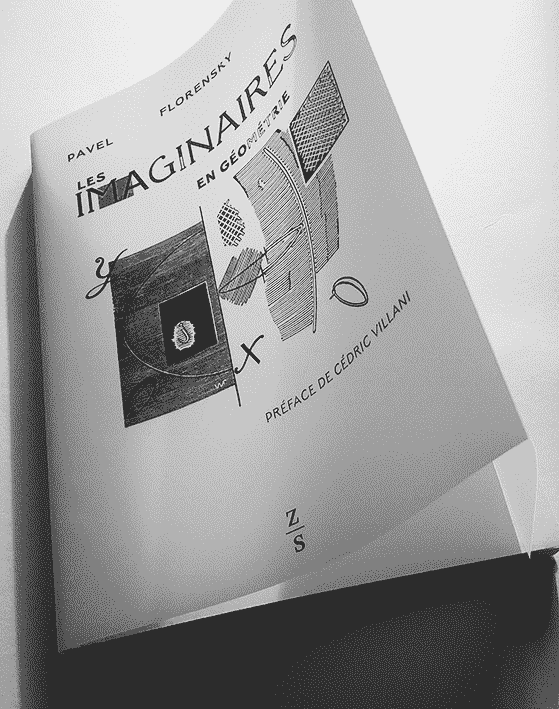 PAVEL FLORENSKY
LES
IMAGINAIRES
EN GÉOMÉTRIE
y
x
W
PRÉFACE DE CÉDRIC VILLANI
Z
S